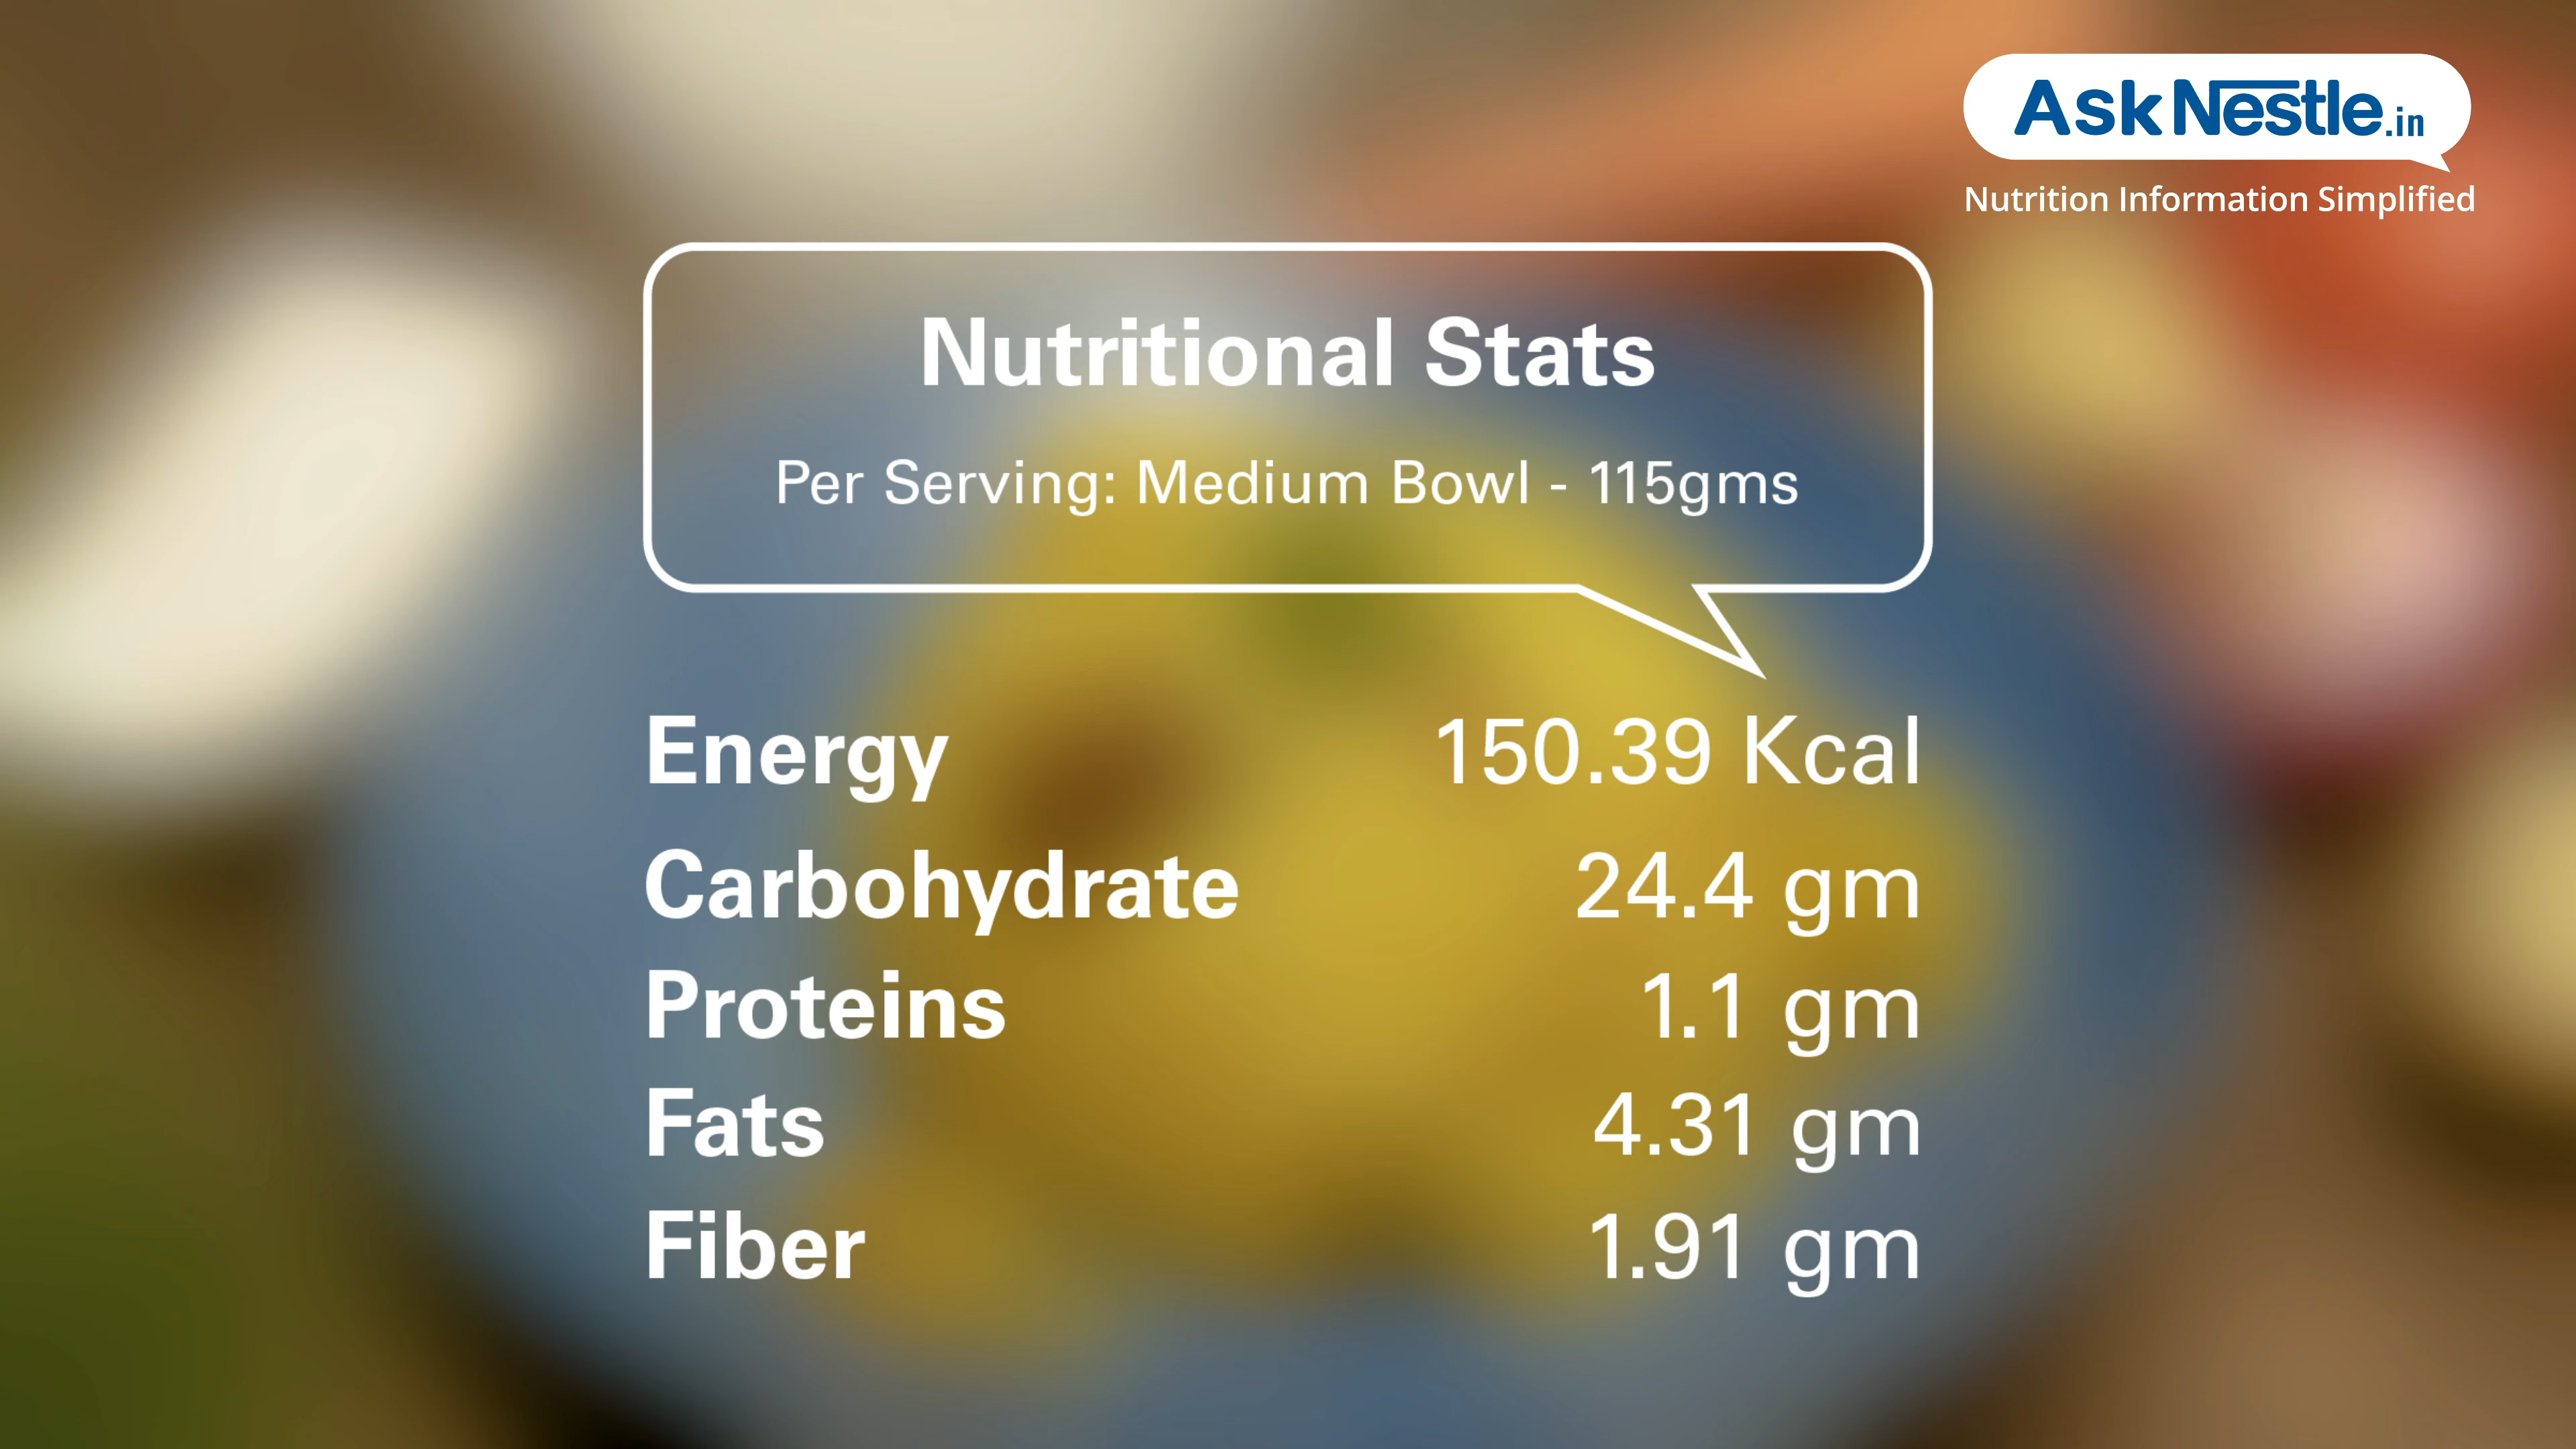 AskNestle.in
Nutrition Information Simplified
Nutritional Stats
Per Serving: Medium Bowl - 115gms
Energy 150.39 Kcal
Carbohydrate 24.4 gm
Proteins 1.1 gm
Fats 4.31 gm
Fiber 1.91 gm